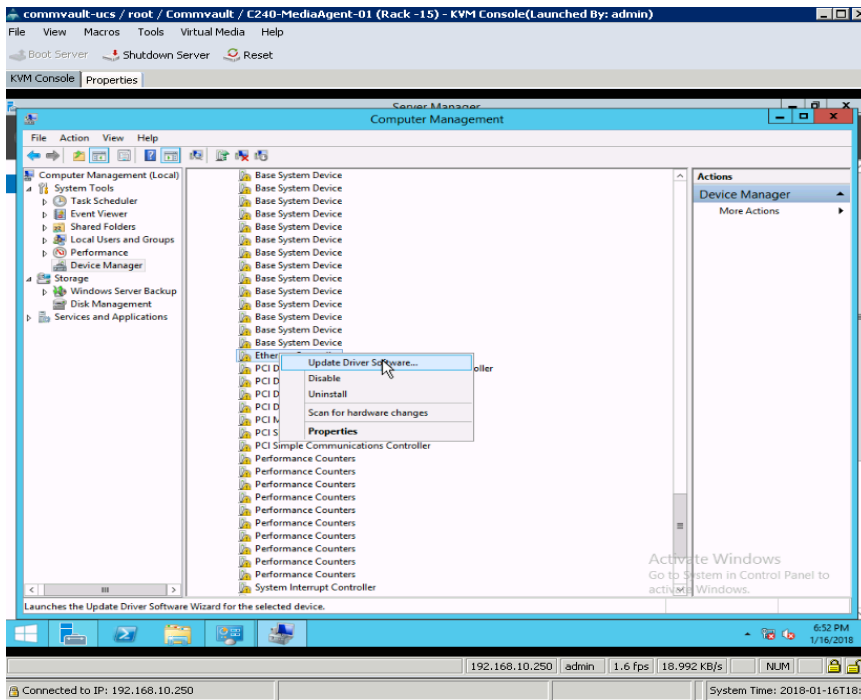 commvault-ucs / root / Commvault / C240-MediaAgent-01 (Rack -15) - KVM Console(Launched By: admin)
File View Macros Tools Virtual Media Help
Boot Server Shutdown Server Reset
KVM Console Properties
Server Manager
Computer Management
File Action View Help
Computer Management (Local)
System Tools
Task Scheduler
Event Viewer
Shared Folders
Local Users and Groups
Performance
Device Manager
Storage
Windows Server Backup
Disk Management
Services and Applications
Base System Device
Base System Device
Base System Device
Base System Device
Base System Device
Base System Device
Base System Device
Base System Device
Base System Device
Base System Device
Base System Device
Base System Device
Base System Device
Base System Device
PCI D oller
PCI D
PCI D
PCI D
PCI S
PCI Simple Communications Controller
Performance Counters
Performance Counters
Performance Counters
Performance Counters
Performance Counters
Performance Counters
Performance Counters
Performance Counters
Performance Counters
Performance Counters
System Interrupt Controller
Update Driver Software...
Disable
Uninstall
Scan for hardware changes
Properties
Actions
Device Manager
More Actions
Activate Windows
Go to System in Control Panel to
activate Windows.
Launches the Update Driver Software Wizard for the selected device.
6:52 PM
1/16/2018
192.168.10.250 admin 1.6 fps 18.992 KB/s NUM
Connected to IP: 192.168.10.250 System Time: 2018-01-16T18: